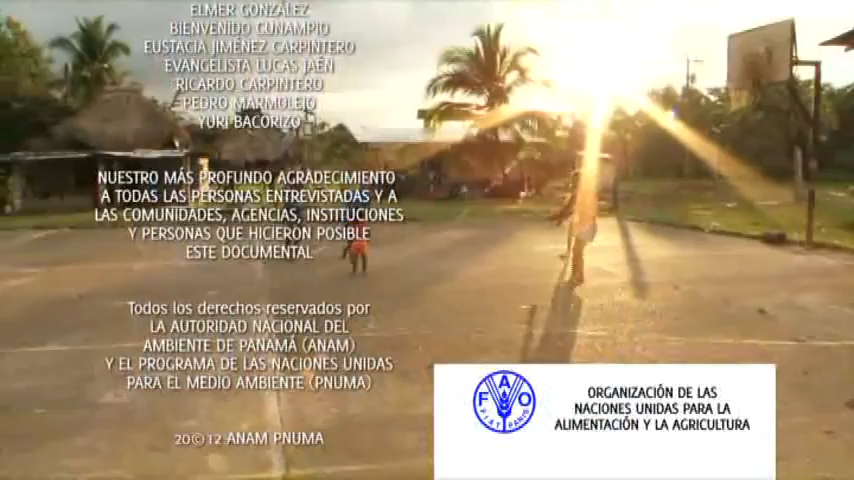 ELMER GONZÁLEZ
BIENVENIDO CUNAMPIO
EUSTACIA JIMÉNEZ CARPINTERO
EVANGELISTA LUCAS JAÉN
RICARDO CARPINTERO
PEDRO MARMOLEJO
YURI BACORIZO
NUESTRO MÁS PROFUNDO AGRADECIMIENTO
A TODAS LAS PERSONAS ENTREVISTADAS Y A
LAS COMUNIDADES, AGENCIAS, INSTITUCIONES
Y PERSONAS QUE HICIERON POSIBLE
ESTE DOCUMENTAL
Todos los derechos reservados por
LA AUTORIDAD NACIONAL DEL
AMBIENTE DE PANAMÁ (ANAM)
Y EL PROGRAMA DE LAS NACIONES UNIDAS
PARA EL MEDIO AMBIENTE (PNUMA)
20©12 ANAM PNUMA
FAO
FIAT PANIS
ORGANIZACIÓN DE LAS
NACIONES UNIDAS PARA LA
ALIMENTACIÓN Y LA AGRICULTURA